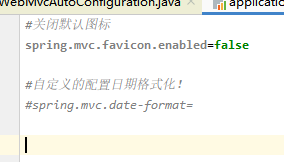 WebMvcAutoConfiguration.java
application
#关闭默认图标
spring.mvc.favicon.enabled=false
#自定义的配置日期格式化！
#spring.mvc.date-format=